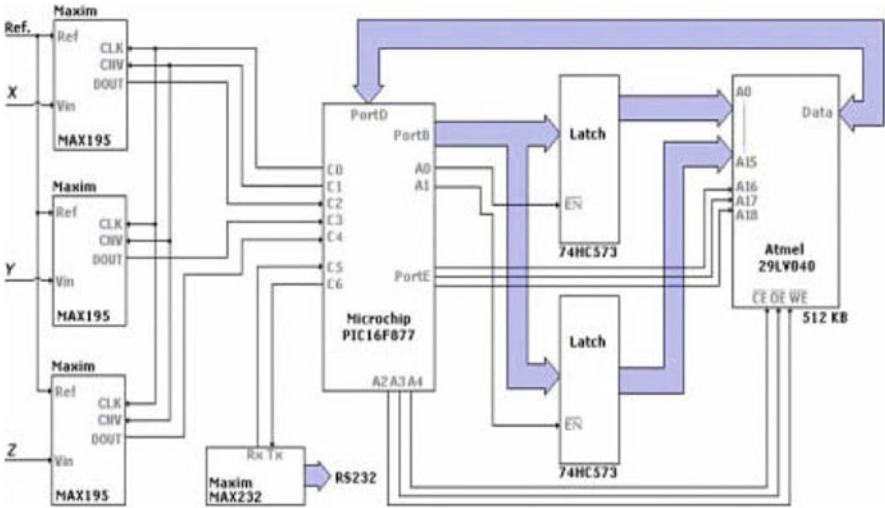 Maxim
Ref.
Ref
CLK
CNV
DOUT
X
Vin
MAX195
Maxim
Ref
CLK
CNV
DOUT
Y
Vin
MAX195
Maxim
Ref
CLK
CNV
DOUT
Z
Vin
MAX195
PortD
PortB
A0
A1
C0
C1
C2
C3
C4
C5
C6
PortE
Microchip
PIC16F877
A2 A3 A4
Rx Tx
Maxim
MAX232
RS232
Latch
EN
74HC573
Latch
EN
74HC573
A0
Data
A15
A16
A17
A18
Atmel
29LV040
CE OE WE
512 KB